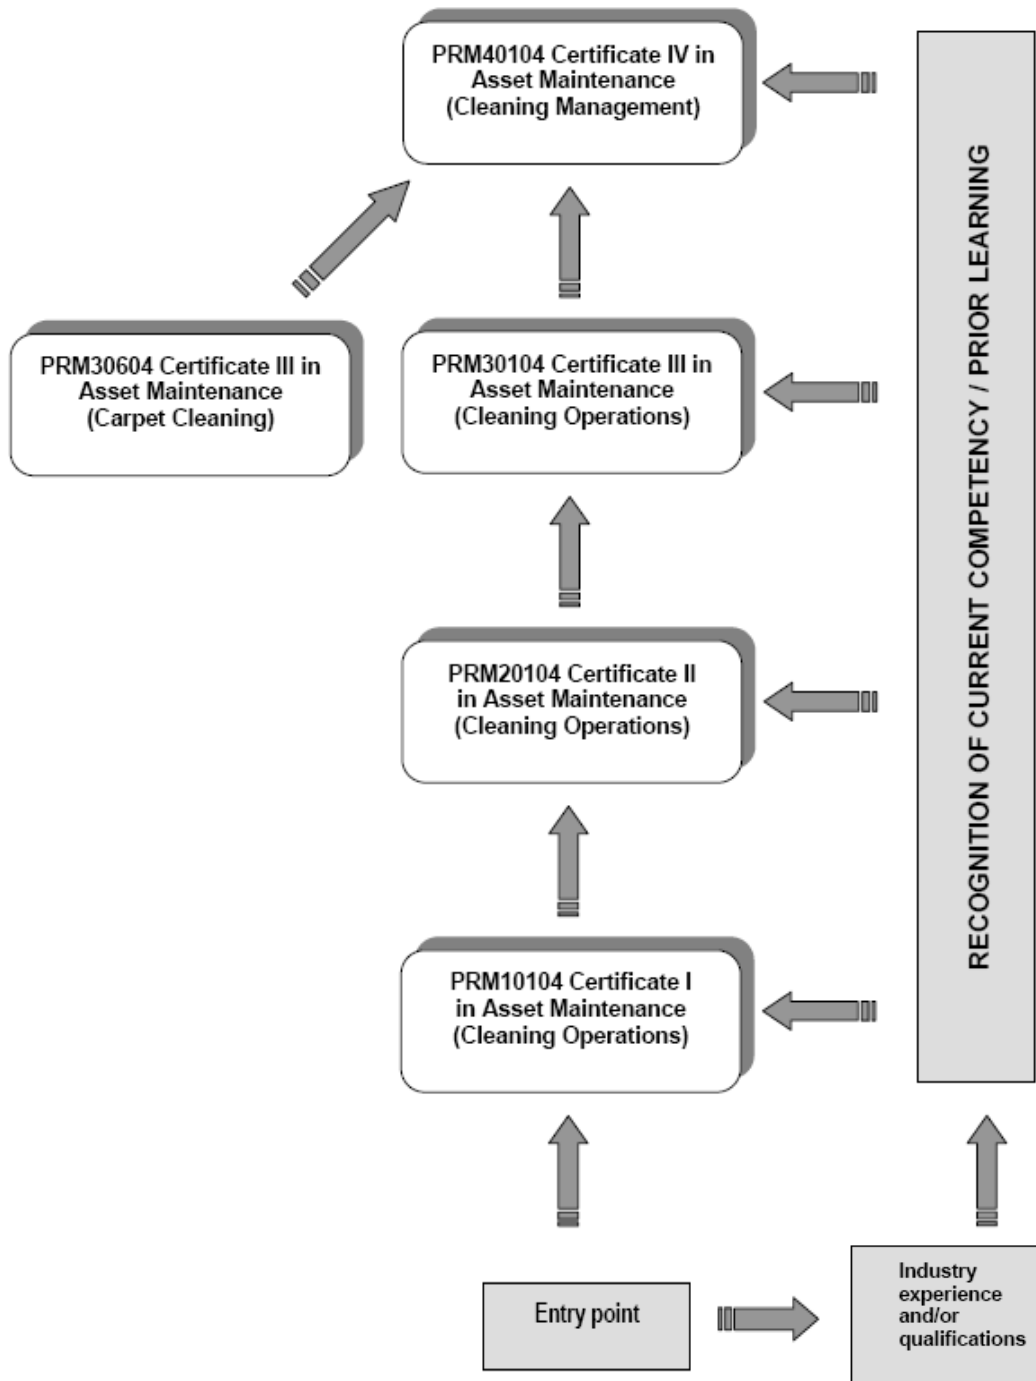 PRM40104 Certificate IV in
Asset Maintenance
(Cleaning Management)
PRM30604 Certificate III in
Asset Maintenance
(Carpet Cleaning)
PRM30104 Certificate III in
Asset Maintenance
(Cleaning Operations)
PRM20104 Certificate II
in Asset Maintenance
(Cleaning Operations)
PRM10104 Certificate I
in Asset Maintenance
(Cleaning Operations)
RECOGNITION OF CURRENT COMPETENCY / PRIOR LEARNING
Entry point
Industry
experience
and/or
qualifications